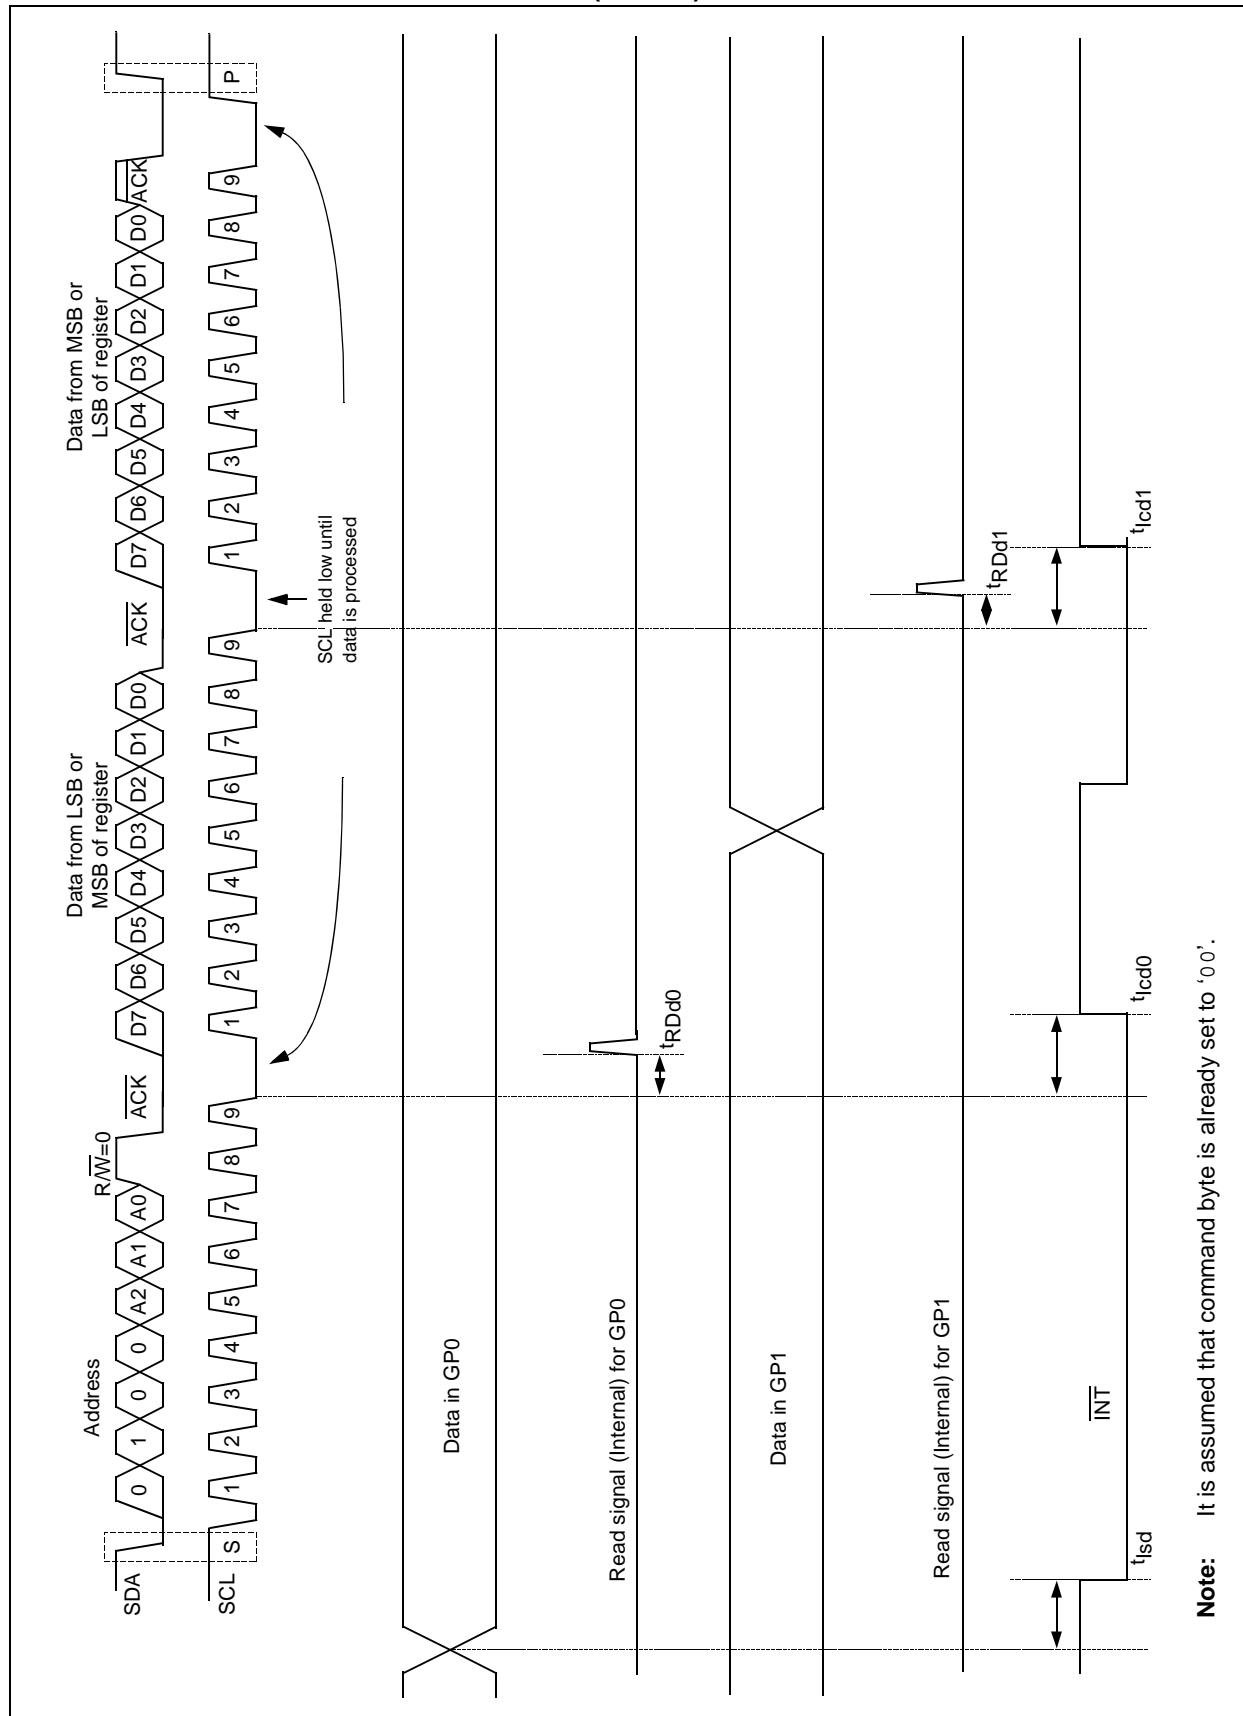 Address
R/W=0
Data from LSB or
MSB of register
Data from MSB or
LSB of register
SDA 0 1 0 0 A2 A1 A0 ACK D7 D6 D5 D4 D3 D2 D1 D0 ACK D7 D6 D5 D4 D3 D2 D1 D0 ACK
SCL S 1 2 3 4 5 6 7 8 9 1 2 3 4 5 6 7 8 9 1 2 3 4 5 6 7 8 9 P
SCL held low until
data is processed
Data in GP0
Read signal (Internal) for GP0
tRDd0
Data in GP1
Read signal (Internal) for GP1
tRDd1
INT
tIsd
tIcd0
tIcd1
Note: It is assumed that command byte is already set to ‘00’.